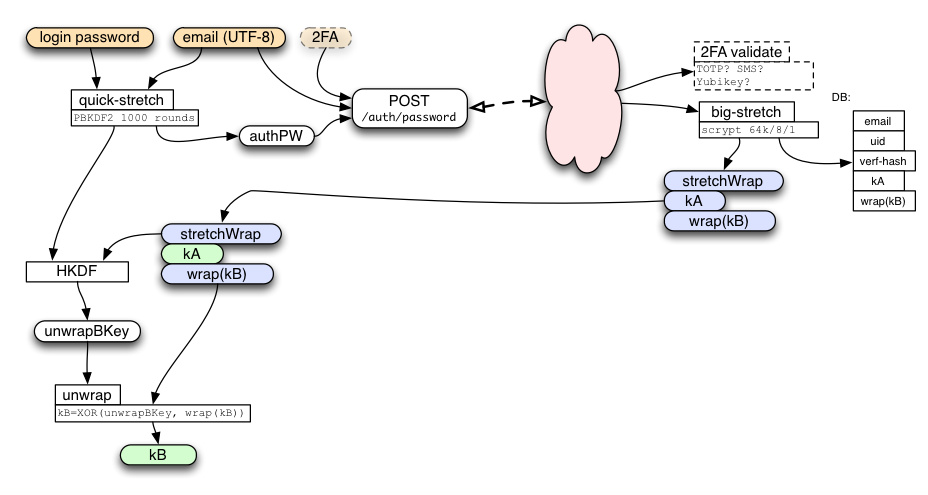 login password
email (UTF-8)
2FA
quick-stretch
PBKDF2 1000 rounds
authPW
POST
/auth/password
2FA validate
TOTP? SMS?
Yubikey?
big-stretch
scrypt 64k/8/1
DB:
email
uid
verf-hash
kA
wrap(kB)
stretchWrap
kA
wrap(kB)
stretchWrap
kA
wrap(kB)
HKDF
unwrapBKey
unwrap
kB=XOR(unwrapBKey, wrap(kB))
kB